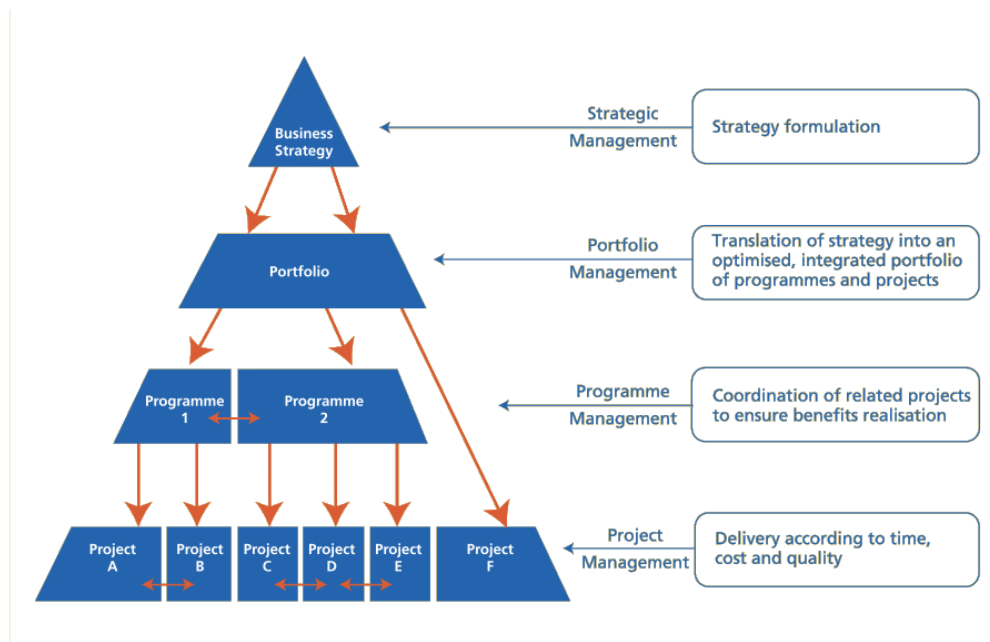 Business
Strategy
Strategic
Management
Strategy formulation
Portfolio
Portfolio
Management
Translation of strategy into an
optimised, integrated portfolio
of programmes and projects
Programme
1
Programme
2
Programme
Management
Coordination of related projects
to ensure benefits realisation
Project
A
Project
B
Project
C
Project
D
Project
E
Project
F
Project
Management
Delivery according to time,
cost and quality